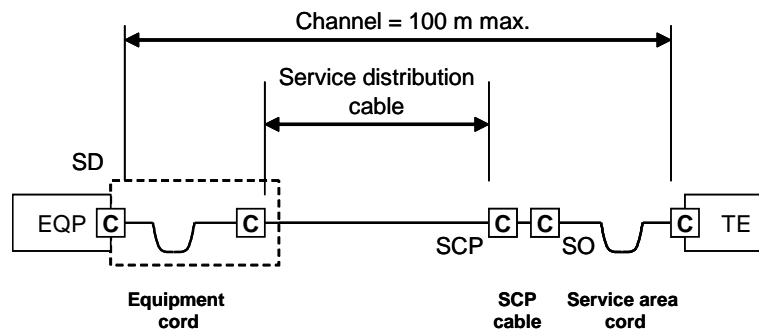 Channel = 100 m max.
Service distribution
cable
SD
EQP C C SCP C C SO C TE
Equipment
cord
SCP
cable
Service area
cord